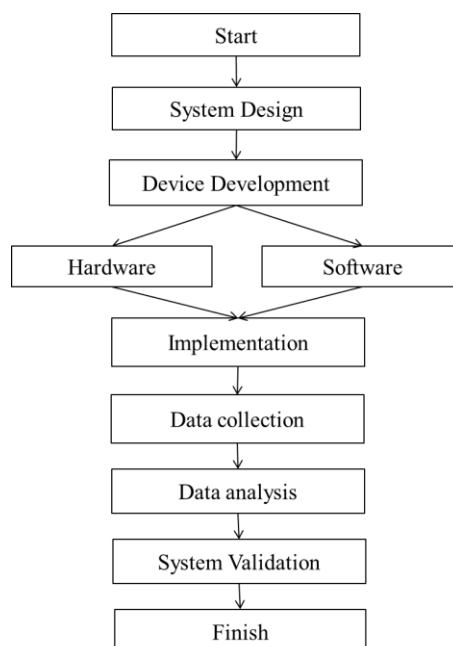 Start
System Design
Device Development
Hardware
Software
Implementation
Data collection
Data analysis
System Validation
Finish